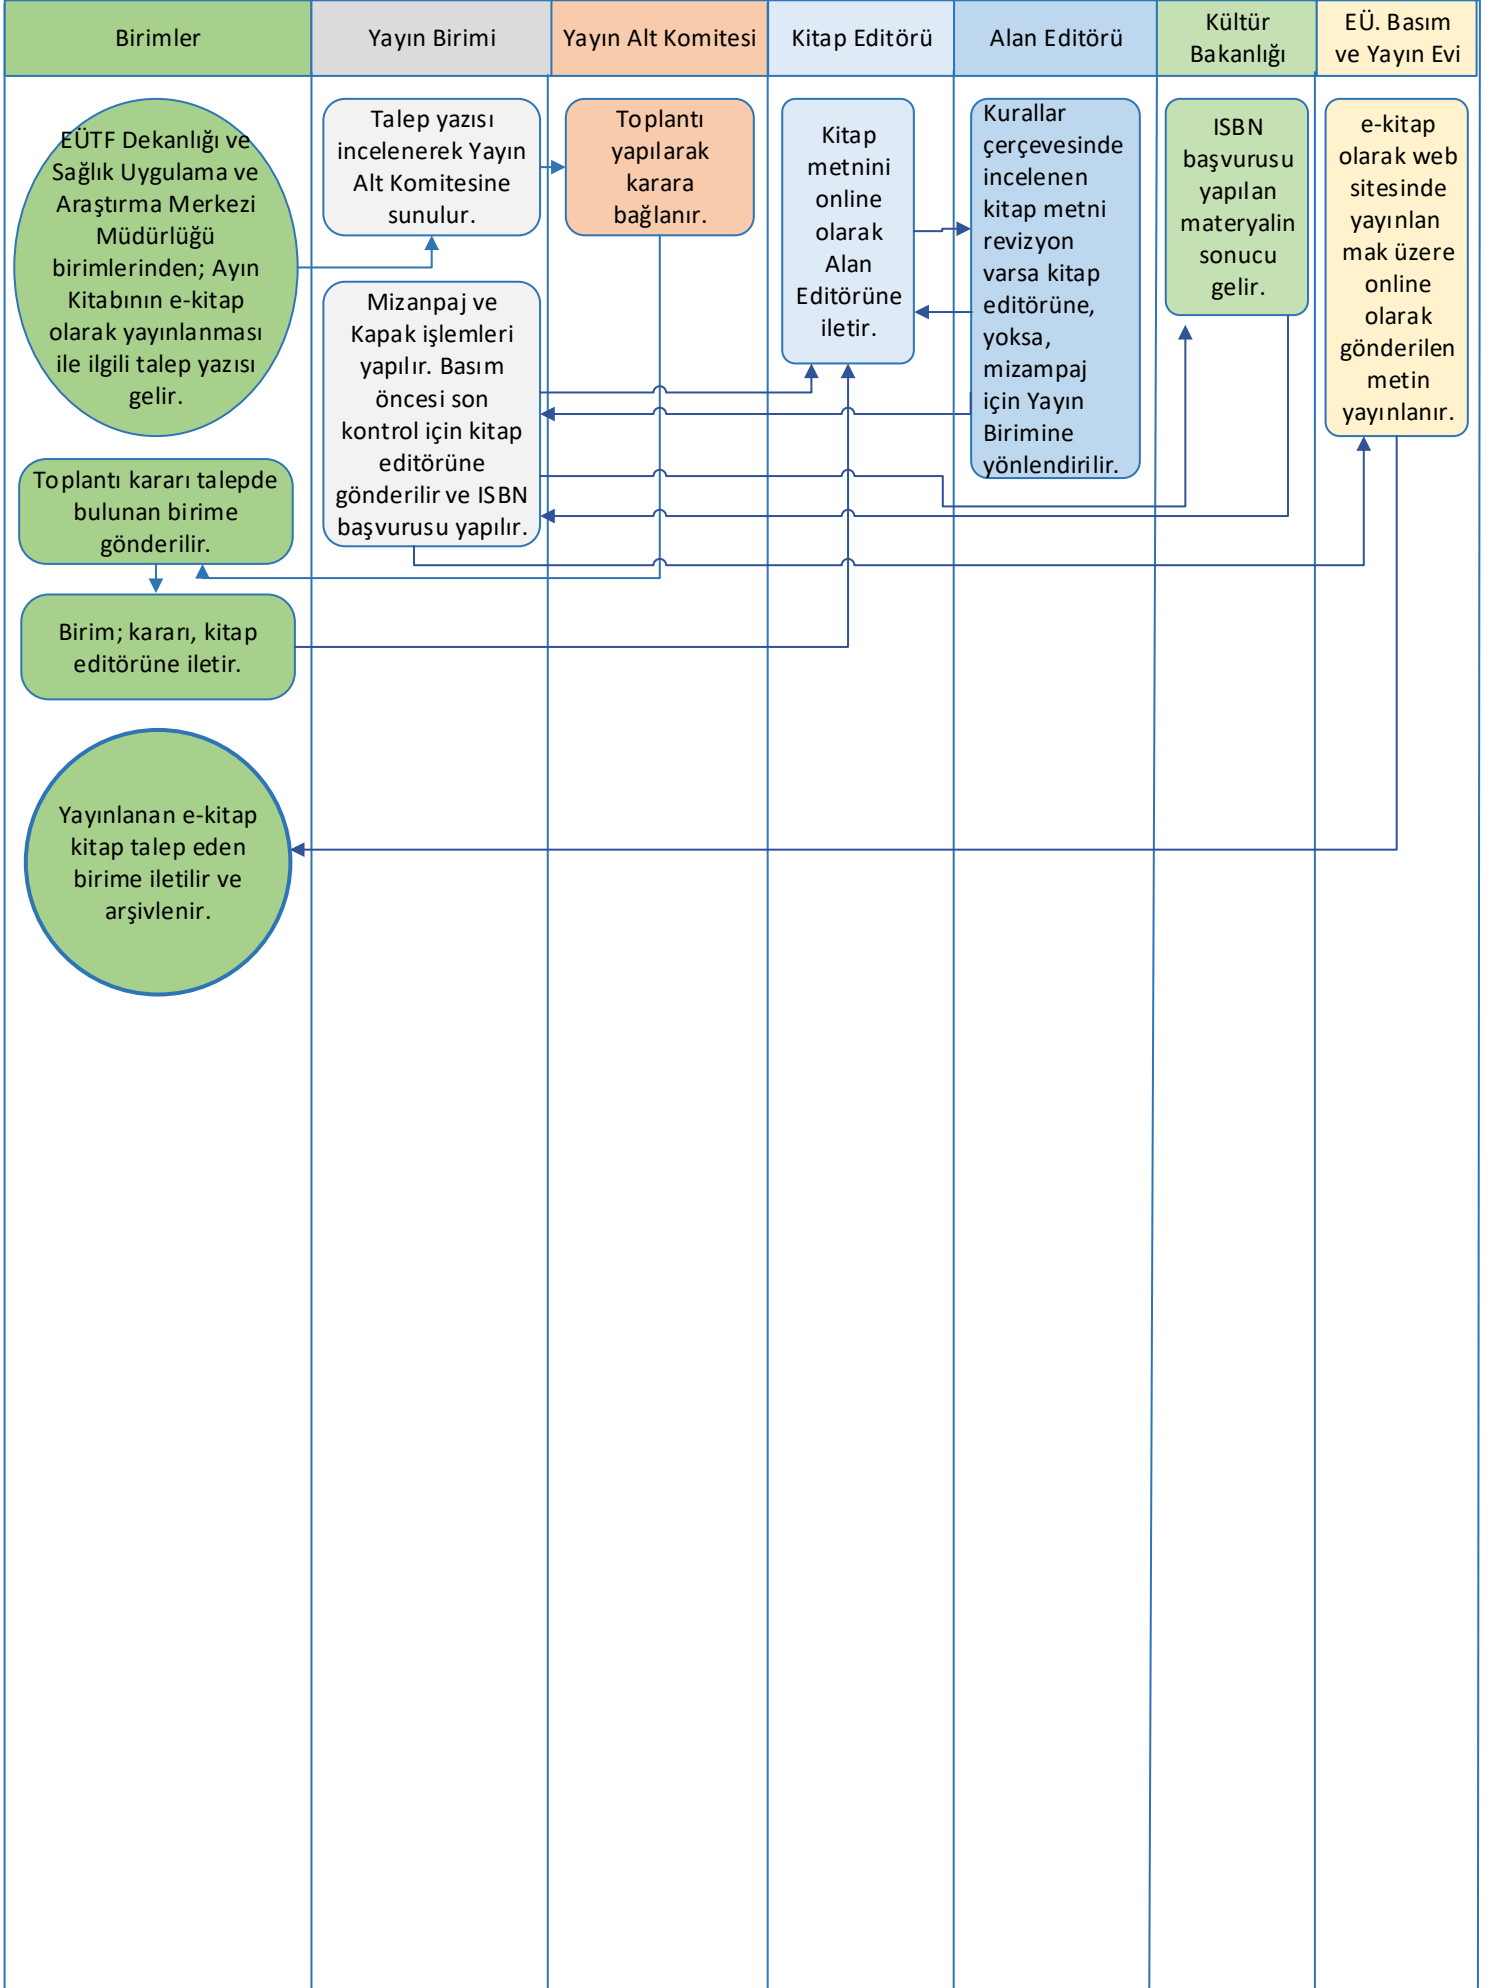 Birimler
Yayın Birimi
Yayın Alt Komitesi
Kitap Editörü
Alan Editörü
Kültür
Bakanlığı
EÜ. Basım
ve Yayın Evi
EÜTF Dekanlığı ve
Sağlık Uygulama ve
Araştırma Merkezi
Müdürlüğü
birimlerinden; Ayın
Kitabının e-kitap
olarak yayınlanması
ile ilgili talep yazısı
gelir.
Talep yazısı
incelenerek Yayın
Alt Komitesine
sunulur.
Toplantı
yapılarak
karara
bağlanır.
Kitap
metnini
online
olarak
Alan
Editörüne
iletir.
Kurallar
çerçevesinde
incelenen
kitap metni
revizyon
varsa kitap
editörüne,
yoksa,
mizampaj
için Yayın
Birimine
yönlendirilir.
ISBN
başvurusu
yapılan
materyalin
sonucu
gelir.
e-kitap
olarak web
sitesinde
yayınlan
mak üzere
online
olarak
gönderilen
metin
yayınlanır.
Mizanpaj ve
Kapak işlemleri
yapılır. Basım
öncesi son
kontrol için kitap
editörüne
gönderilir ve ISBN
başvurusu yapılır.
Toplantı kararı talepde
bulunan birime
gönderilir.
Birim; kararı, kitap
editörüne iletir.
Yayınlanan e-kitap
kitap talep eden
birime iletilir ve
arşivlenir.